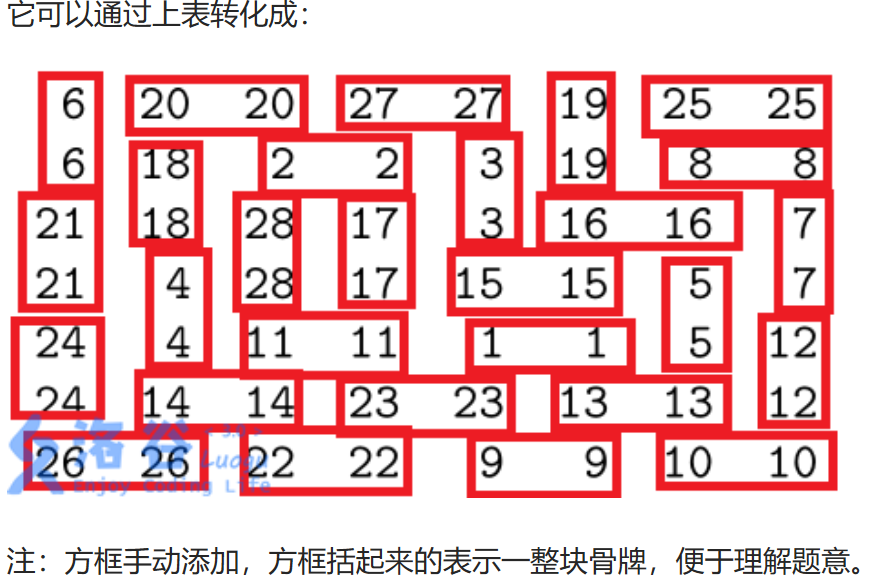 它可以通过上表转化成：
6 20 20 27 27 19 25 25
6 18 2 2 3 19 8 8
21 18 28 17 3 16 16 7
21 4 28 17 15 15 5 7
24 4 11 11 1 1 5 12
24 14 14 23 23 13 13 12
26 26 22 22 9 9 10 10
洛谷
Luogu
Enjoy Coding Life
注：方框手动添加，方框括起来的表示一整块骨牌，便于理解题意。